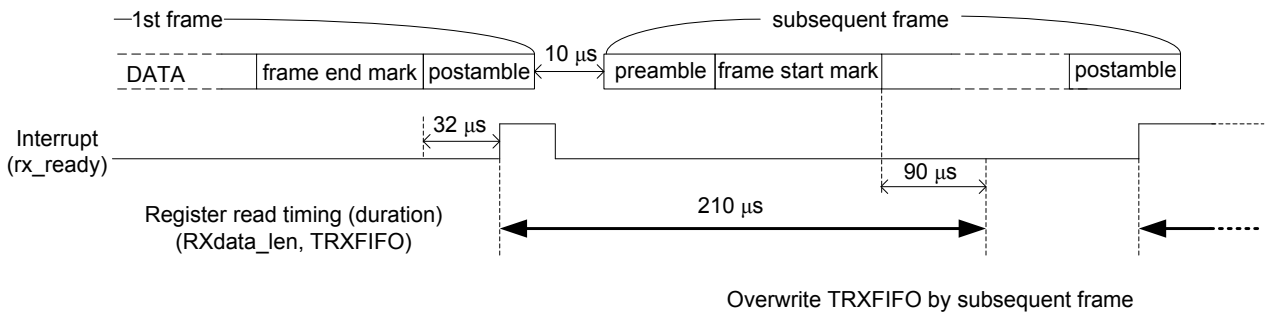 1st frame
subsequent frame
10 μs
DATA
frame end mark
postamble
preamble
frame start mark
postamble
32 μs
Interrupt
(rx_ready)
90 μs
210 μs
Register read timing (duration)
(RXdata_len, TRXFIFO)
Overwrite TRXFIFO by subsequent frame